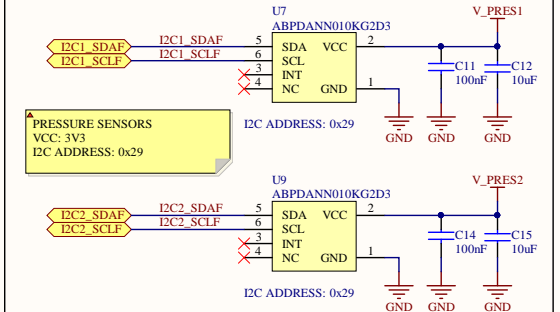 U7
V_PRES1
ABPDANN010KG2D3
I2C1_SDAF I2C1_SDAF 5 SDA VCC 2
I2C1_SCLF I2C1_SCLF 6 SCL
3 INT
4 NC GND 1
C11
100nF
C12
10uF
I2C ADDRESS: 0x29
GND GND GND
PRESSURE SENSORS
VCC: 3V3
I2C ADDRESS: 0x29
U9
V_PRES2
ABPDANN010KG2D3
I2C2_SDAF I2C2_SDAF 5 SDA VCC 2
I2C2_SCLF I2C2_SCLF 6 SCL
3 INT
4 NC GND 1
C14
100nF
C15
10uF
I2C ADDRESS: 0x29
GND GND GND